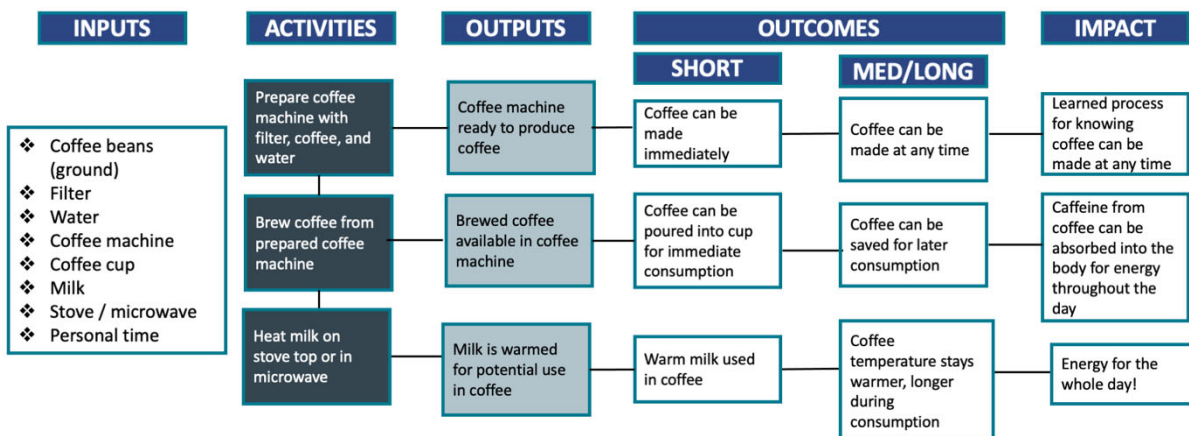 INPUTS
ACTIVITIES
OUTPUTS
OUTCOMES
IMPACT
SHORT
MED/LONG
❖ Coffee beans
(ground)
❖ Filter
❖ Water
❖ Coffee machine
❖ Coffee cup
❖ Milk
❖ Stove / microwave
❖ Personal time
Prepare coffee
machine with
filter, coffee, and
water
Coffee machine
ready to produce
coffee
Coffee can be
made
immediately
Coffee can be
made at any time
Learned process
for knowing
coffee can be
made at any time
Brew coffee from
prepared coffee
machine
Brewed coffee
available in coffee
machine
Coffee can be
poured into cup
for immediate
consumption
Coffee can be
saved for later
consumption
Caffeine from
coffee can be
absorbed into the
body for energy
throughout the
day
Heat milk on
stove top or in
microwave
Milk is warmed
for potential use
in coffee
Warm milk used
in coffee
Coffee
temperature stays
warmer, longer
during
consumption
Energy for the
whole day!